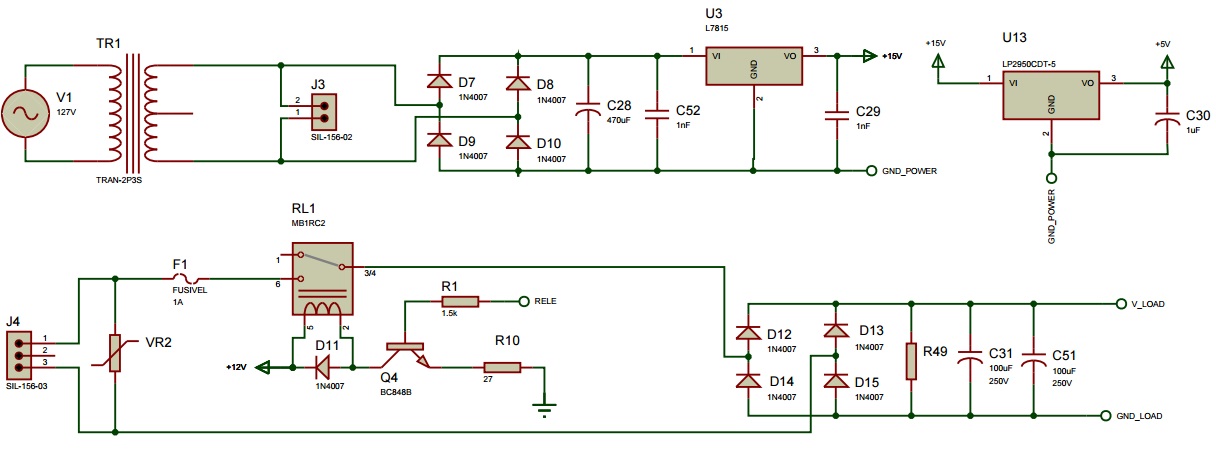 TR1
V1
127V
TRAN-2P3S
J3
2
1
SIL-156-02
D7
1N4007
D8
1N4007
D9
1N4007
D10
1N4007
C28
470uF
C52
1nF
U3
L7815
1
VI
VO
3
GND
2
+15V
C29
1nF
GND_POWER
+15V
U13
LP2950CDT-5
1
VI
VO
3
GND
2
+5V
C30
1uF
GND_POWER
RL1
MB1RC2
1
6
3/4
5
2
F1
FUSIVEL
1A
J4
1
2
3
SIL-156-03
VR2
+12V
D11
1N4007
R1
1.5k
RELE
Q4
BC848B
R10
27
D12
1N4007
D13
1N4007
D14
1N4007
D15
1N4007
R49
C31
100uF
250V
C51
100uF
250V
V_LOAD
GND_LOAD